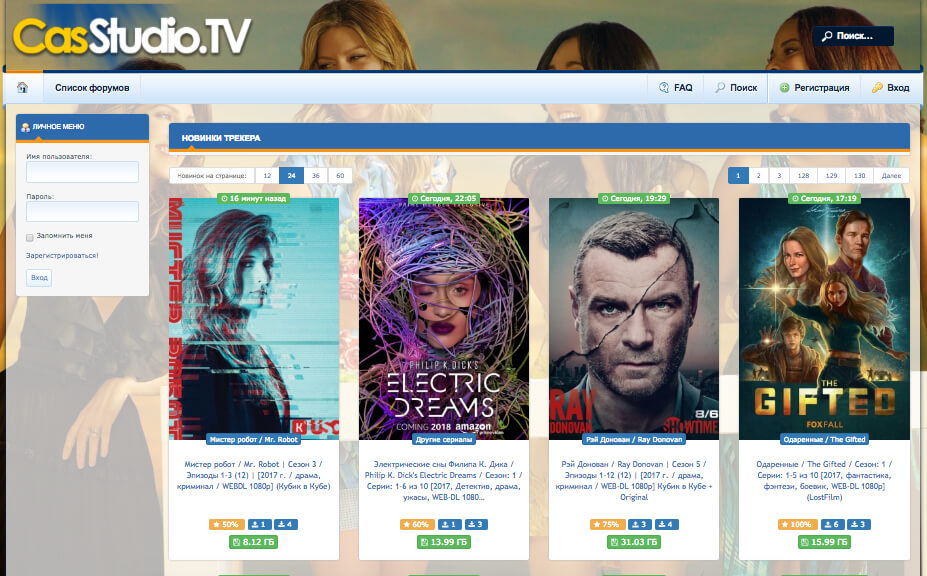 CasStudio.TV
Поиск...
Список форумов
FAQ
Поиск
Регистрация
Вход
ЛИЧНОЕ МЕНЮ
Имя пользователя:
Пароль:
Запомнить меня
Зарегистрироваться!
Вход
НОВИНКИ ТРЕКЕРА
Новинок на странице: 12 24 36 60
1 2 3 128 129 130 Далее
16 минут назад
Мистер робот / Mr. Robot
Мистер робот / Mr. Robot | Сезон 3 /
Эпизоды 1-3 (12) | [2017 г. / драма,
криминал / WEBDL 1080p] (Кубик в Кубе)
50% 1 4
8.12 ГБ
Сегодня, 22:05
PHILIP K. DICK'S
ELECTRIC
DREAMS
COMING 2018 amazon
Другие сериалы
Электрические сны Филипа К. Дика /
Philip K. Dick's Electric Dreams / Сезон: 1 /
Серии: 1-6 из 10 [2017, Детектив, драма,
ужасы, WEB-DL 1080...
60% 1 3
13.99 ГБ
Сегодня, 19:29
RAY
DONOVAN
8/6
SHOWTIME
Рэй Донован / Ray Donovan
Рэй Донован / Ray Donovan | Сезон 5 /
Эпизоды 1-12 (12) | [2017 г. / драма,
криминал / WEB-DL 1080p] Кубик в Кубе +
Original
75% 3 4
31.03 ГБ
Сегодня, 17:19
THE
GIFTED
FOXFALL
Одаренные / The Gifted
Одаренные / The Gifted / Сезон: 1 /
Серии: 1-5 из 10 [2017, фантастика,
фэнтези, боевик, WEB-DL 1080p]
(LostFilm)
100% 6 3
15.99 ГБ